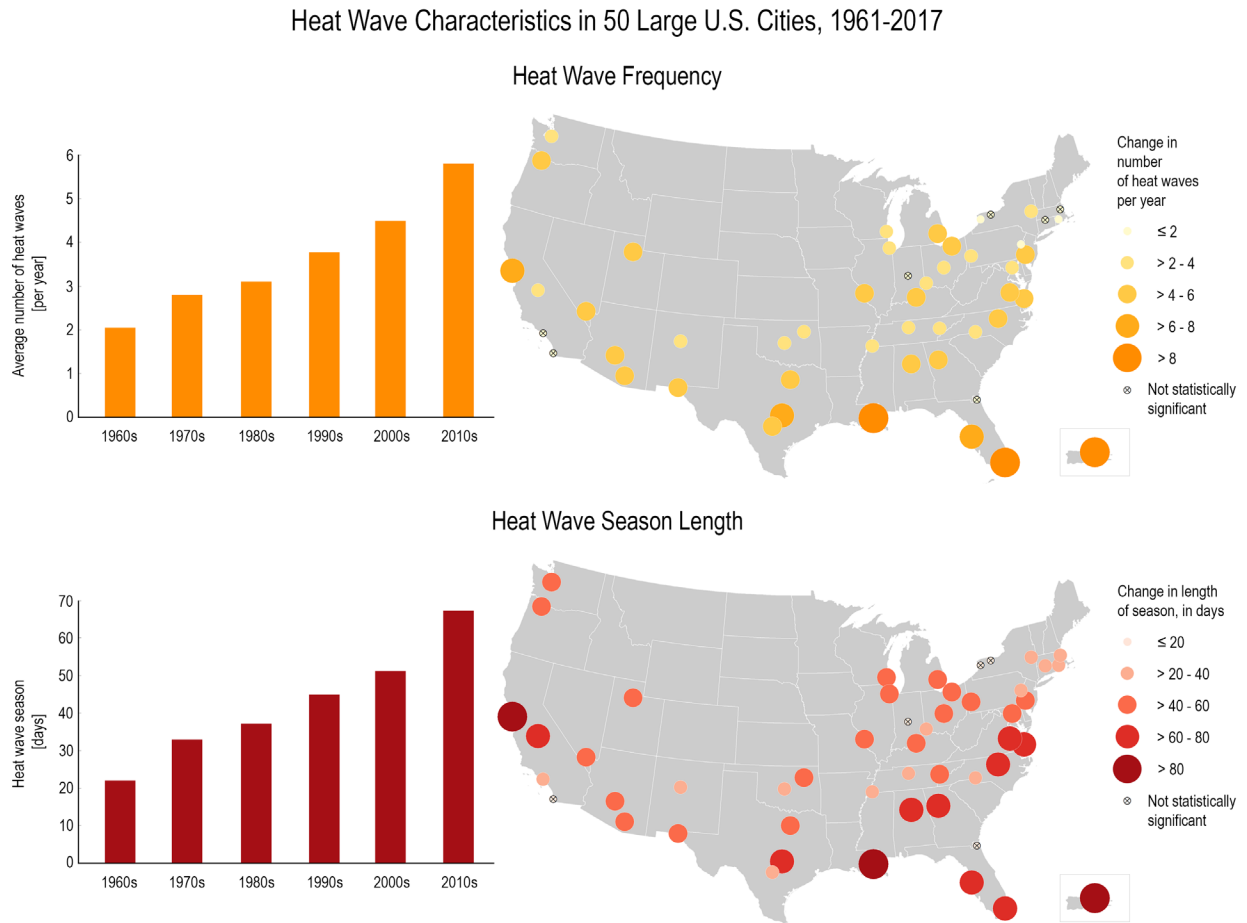 Heat Wave Characteristics in 50 Large U.S. Cities, 1961-2017
Heat Wave Frequency
Average number of heat waves
[per year]
6
5
4
3
2
1
0
1960s 1970s 1980s 1990s 2000s 2010s
Change in
number
of heat waves
per year
≤ 2
> 2 - 4
> 4 - 6
> 6 - 8
> 8
Not statistically
significant
Heat Wave Season Length
Heat wave season
[days]
70
60
50
40
30
20
10
0
1960s 1970s 1980s 1990s 2000s 2010s
Change in length
of season, in days
≤ 20
> 20 - 40
> 40 - 60
> 60 - 80
> 80
Not statistically
significant